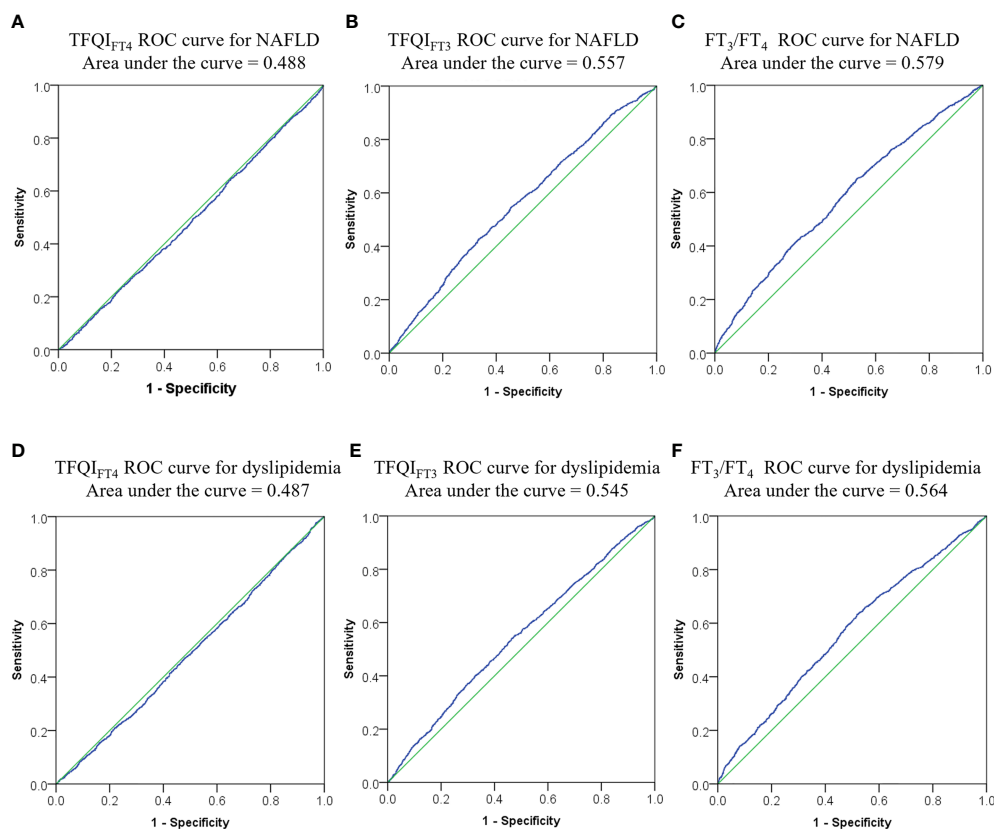 A
TFQIFT4 ROC curve for NAFLD
Area under the curve = 0.488
1.0
0.8
0.6
0.4
0.2
0.0
Sensitivity
0.0 0.2 0.4 0.6 0.8 1.0
1 - Specificity
B
TFQIFT3 ROC curve for NAFLD
Area under the curve = 0.557
1.0
0.8
0.6
0.4
0.2
0.0
Sensitivity
0.0 0.2 0.4 0.6 0.8 1.0
1 - Specificity
C
FT3/FT4 ROC curve for NAFLD
Area under the curve = 0.579
1.0
0.8
0.6
0.4
0.2
0.0
Sensitivity
0.0 0.2 0.4 0.6 0.8 1.0
1 - Specificity
D
TFQIFT4 ROC curve for dyslipidemia
Area under the curve = 0.487
1.0
0.8
0.6
0.4
0.2
0.0
Sensitivity
0.0 0.2 0.4 0.6 0.8 1.0
1 - Specificity
E
TFQIFT3 ROC curve for dyslipidemia
Area under the curve = 0.545
1.0
0.8
0.6
0.4
0.2
0.0
Sensitivity
0.0 0.2 0.4 0.6 0.8 1.0
1 - Specificity
F
FT3/FT4 ROC curve for dyslipidemia
Area under the curve = 0.564
1.0
0.8
0.6
0.4
0.2
0.0
Sensitivity
0.0 0.2 0.4 0.6 0.8 1.0
1 - Specificity